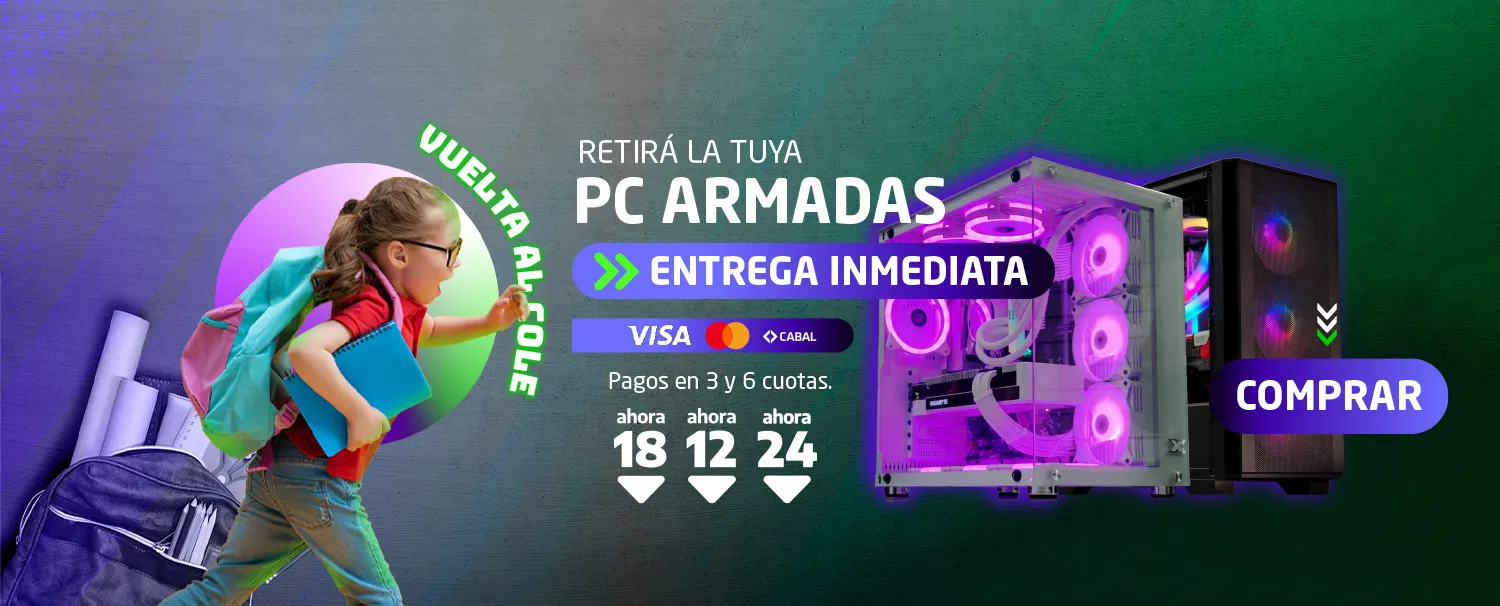 VUELTA AL COLE
RETIRÁ LA TUYA
PC ARMADAS
ENTREGA INMEDIATA
VISA CABAL
Pagos en 3 y 6 cuotas.
ahora ahora ahora
18 12 24
GIGABYTE
COMPRAR